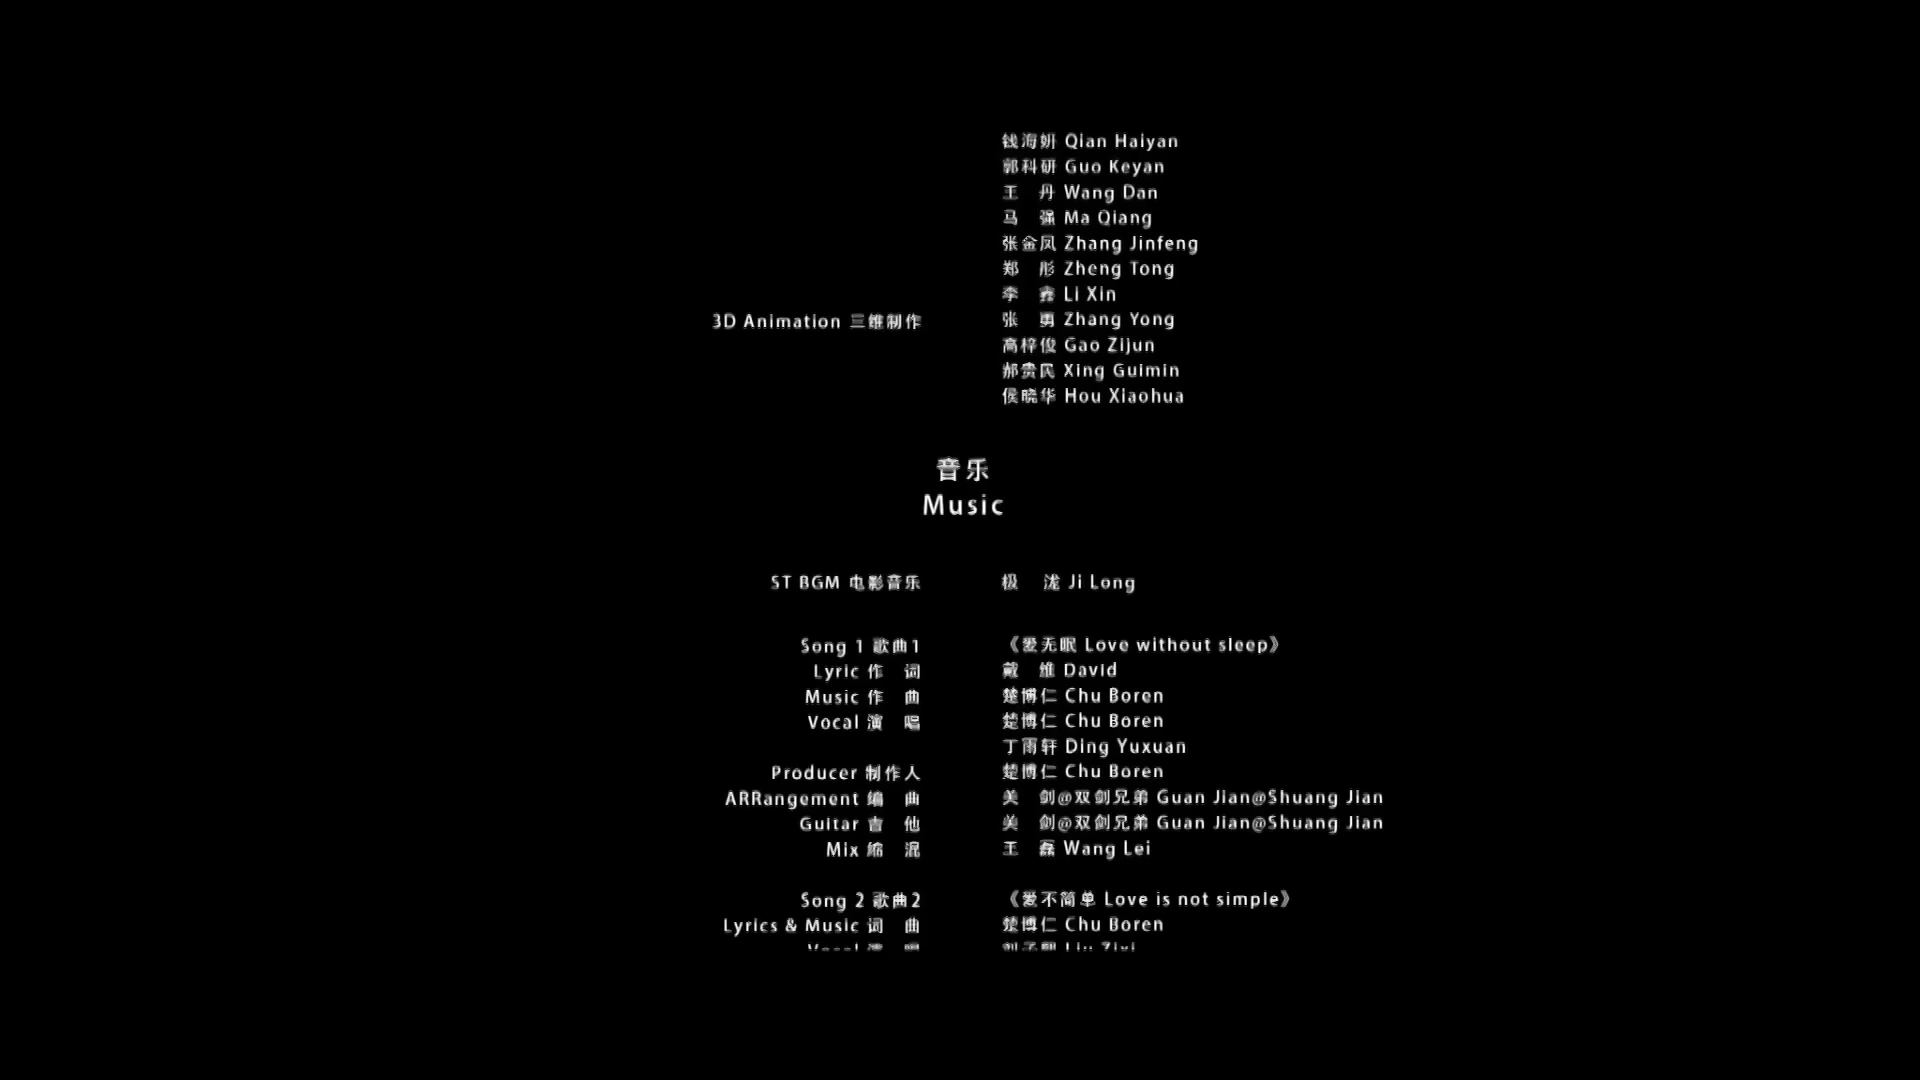 钱海妍 Qian Haiyan
郭科研 Guo Keyan
王 丹 Wang Dan
马 强 Ma Qiang
张金凤 Zhang Jinfeng
郑 彤 Zheng Tong
李 鑫 Li Xin
3D Animation 三维制作 张 勇 Zhang Yong
高梓俊 Gao Zijun
郝贵民 Xing Guimin
侯晓华 Hou Xiaohua
音乐
Music
ST BGM 电影音乐 极 泷 Ji Long
Song 1 歌曲1 《爱无眠 Love without sleep》
Lyric 作 词 戴 维 David
Music 作 曲 楚博仁 Chu Boren
Vocal 演 唱 楚博仁 Chu Boren
丁雨轩 Ding Yuxuan
Producer 制作人 楚博仁 Chu Boren
ARRangement 编 曲 关 剑@双剑兄弟 Guan Jian@Shuang Jian
Guitar 吉 他 关 剑@双剑兄弟 Guan Jian@Shuang Jian
Mix 缩 混 王 磊 Wang Lei
Song 2 歌曲2 《爱不简单 Love is not simple》
Lyrics & Music 词 曲 楚博仁 Chu Boren
Vocal 演 唱 Liu Zixi